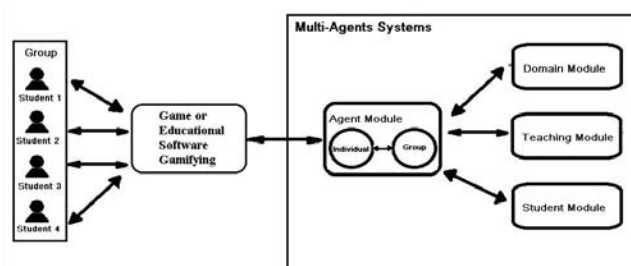 Multi-Agents Systems
Group
Student 1
Student 2
Student 3
Student 4
Game or
Educational
Software
Gamifying
Agent Module
Individual
Group
Domain Module
Teaching Module
Student Module